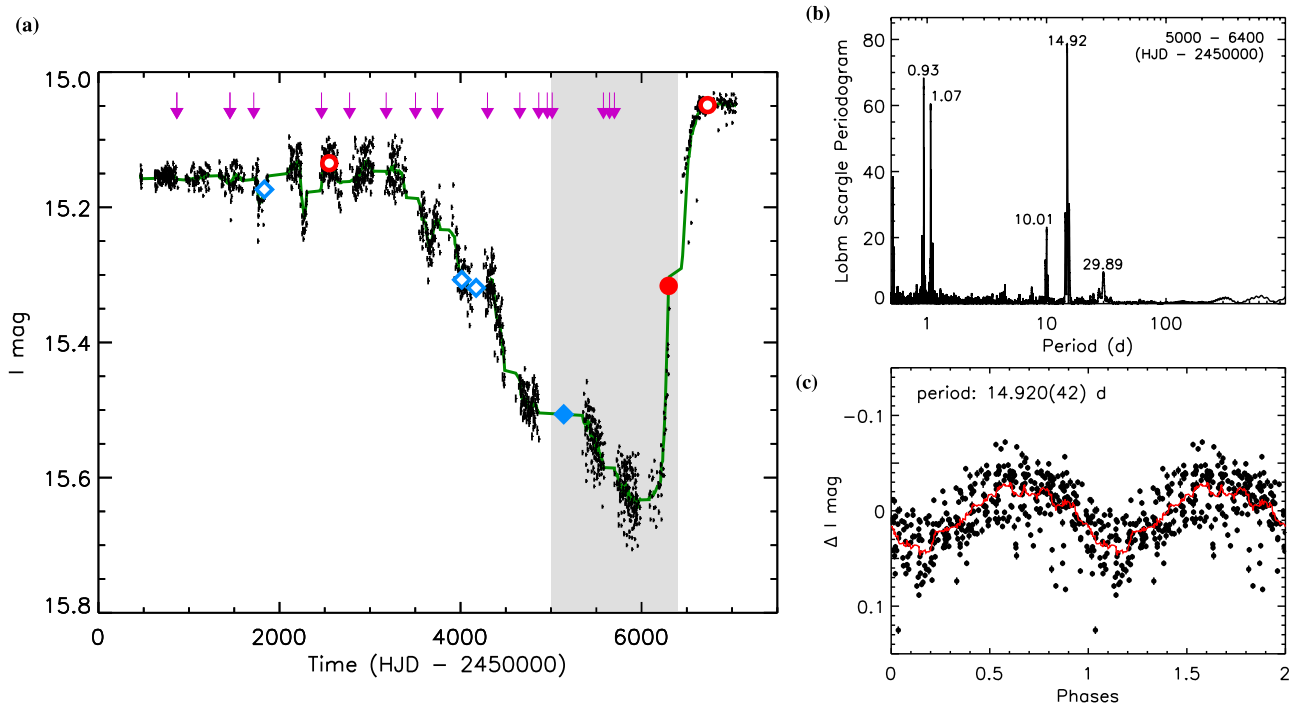 (a)
15.0
15.2
15.4
15.6
15.8
I mag
0
2000
4000
6000
Time (HJD − 2450000)
(b)
80
60
40
20
0
Lobm Scargle Periodogram
5000 − 6400
(HJD − 2450000)
14.92
0.93
1.07
10.01
29.89
1
10
100
Period (d)
(c)
period: 14.920(42) d
-0.1
0
0.1
Δ I mag
0
0.5
1
1.5
2
Phases